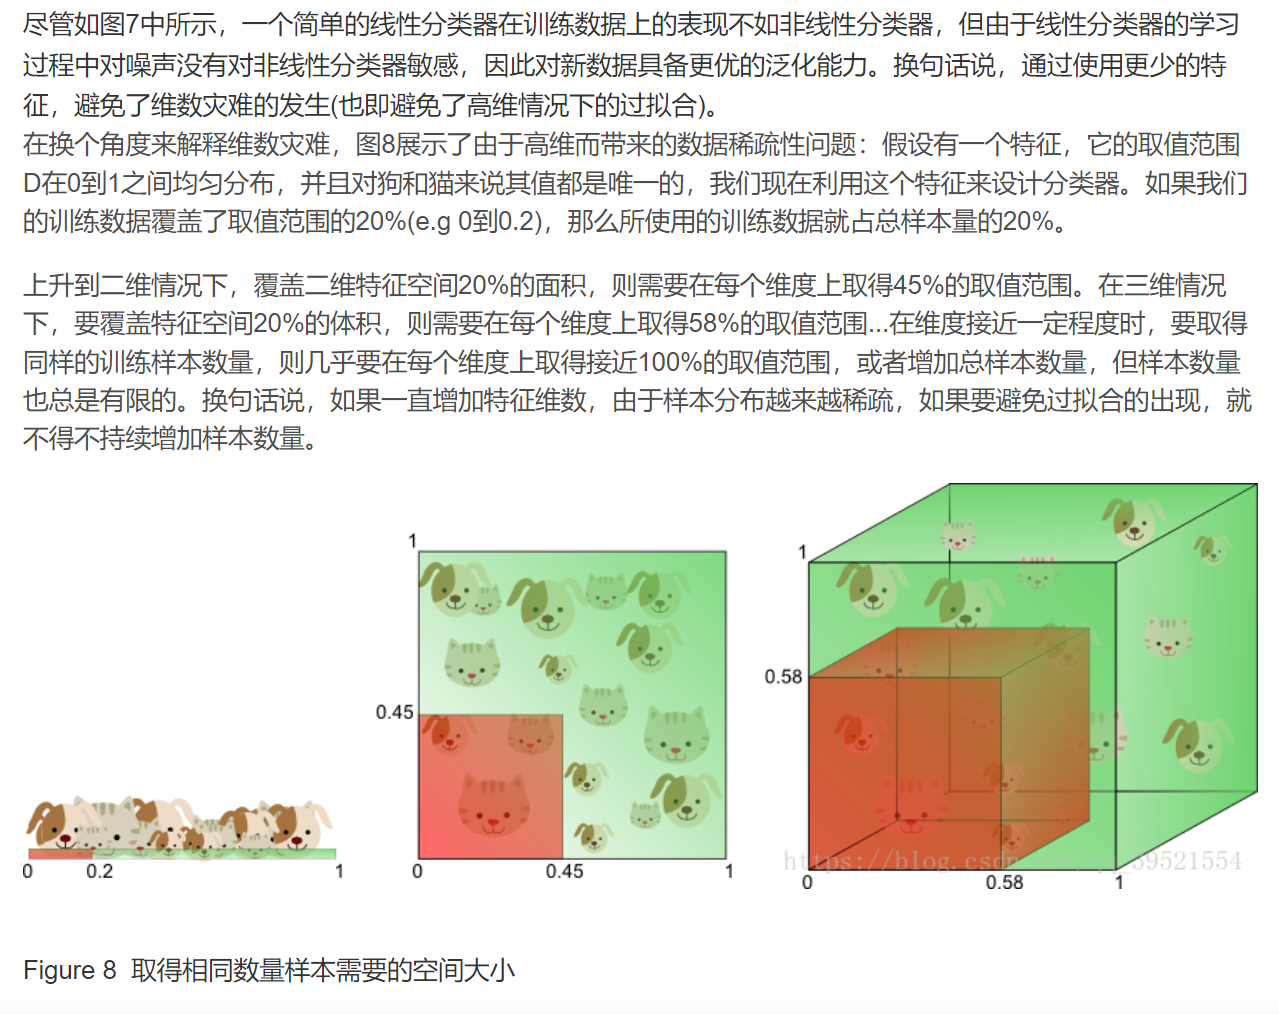 尽管如图7中所示，一个简单的线性分类器在训练数据上的表现不如非线性分类器，但由于线性分类器的学习
过程中对噪声没有对非线性分类器敏感，因此对新数据具备更优的泛化能力。换句话说，通过使用更少的特
征，避免了维数灾难的发生(也即避免了高维情况下的过拟合)。
在换个角度来解释维数灾难，图8展示了由于高维而带来的数据稀疏性问题：假设有一个特征，它的取值范围
D在0到1之间均匀分布，并且对狗和猫来说其值都是唯一的，我们现在利用这个特征来设计分类器。如果我们
的训练数据覆盖了取值范围的20%(e.g 0到0.2)，那么所使用的训练数据就占总样本量的20%。
上升到二维情况下，覆盖二维特征空间20%的面积，则需要在每个维度上取得45%的取值范围。在三维情况
下，要覆盖特征空间20%的体积，则需要在每个维度上取得58%的取值范围...在维度接近一定程度时，要取得
同样的训练样本数量，则几乎要在每个维度上取得接近100%的取值范围，或者增加总样本数量，但样本数量
也总是有限的。换句话说，如果一直增加特征维数，由于样本分布越来越稀疏，如果要避免过拟合的出现，就
不得不持续增加样本数量。
0 0.2 1
1
0.45
0 0.45 1
1
0.58
0 0.58 1
https://blog.csdn 39521554
Figure 8 取得相同数量样本需要的空间大小